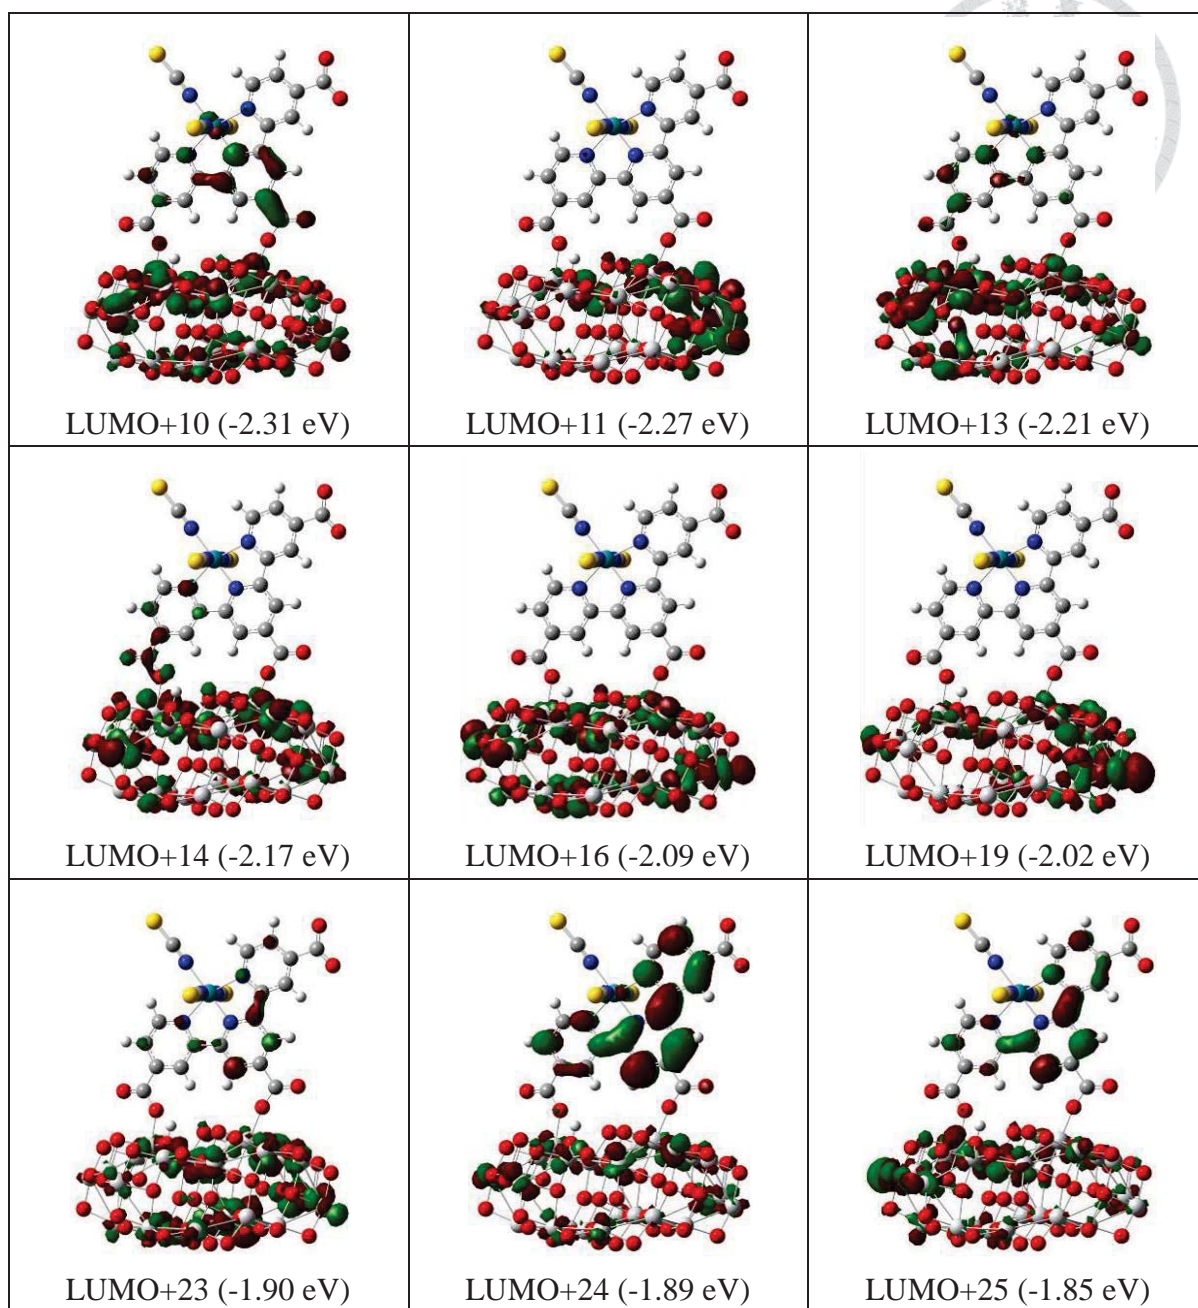 LUMO+10 (-2.31 eV)
LUMO+11 (-2.27 eV)
LUMO+13 (-2.21 eV)
LUMO+14 (-2.17 eV)
LUMO+16 (-2.09 eV)
LUMO+19 (-2.02 eV)
LUMO+23 (-1.90 eV)
LUMO+24 (-1.89 eV)
LUMO+25 (-1.85 eV)